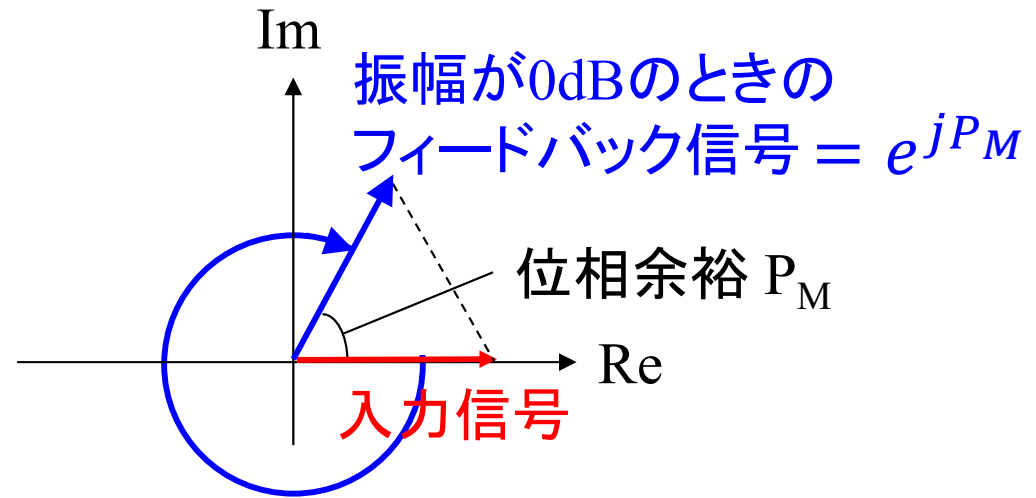 Im
振幅が0dBのときの
フィードバック信号 = e^{jP_M}
位相余裕 P_M
Re
入力信号